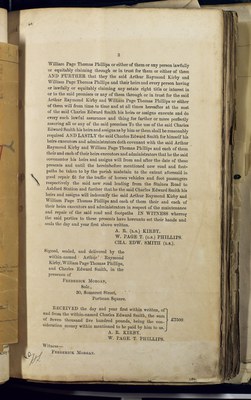 3
William Page Thomas Phillips or either of them or any person lawfully
or equitably claiming through or in trust for them or either of them
AND FURTHER that they the said Arthur Raymond Kirby and
William Page Thomas Phillips and their heirs and every person having
or lawfully or equitably claiming any estate right title or interest in
or to the said premises or any of them through or in trust for the said
Arthur Raymond Kirby and William Page Thomas Phillips or either
of them will from time to time and at all times hereafter at the cost
of the said Charles Edward Smith his heirs or assigns execute and do
every such lawful assurance and thing for further or more perfectly
assuring all or any of the said premises To the use of the said Charles
Edward Smith his heirs and assigns as by him or them shall be reasonably
required AND LASTLY the said Charles Edward Smith for himself his
heirs executors and administrators doth covenant with the said Arthur
Raymond Kirby and William Page Thomas Phillips and each of them
their and each of their heirs executors and administrators that he the said
covenantor his heirs and assigns will from and after the date of these
presents and until the hereinbefore mentioned new road and foot-
paths be taken to by the parish maintain to the extent aforesaid in
good repair fit for the traffic of horses vehicles and foot passengers
respectively the said new road leading from the Staines Road to
Ashford Station and further that he the said Charles Edward Smith his
heirs and assigns will indemnify the said Arthur Raymond Kirby and
William Page Thomas Phillips and each of them their and each of
them heirs executors and administrators in respect of the maintenance
and repair of the said road and footpaths IN WITNESS whereof
the said parties to these presents have hereunto set their hands and
seals the day and year first above written.
A. R. (L.S.) KIRBY.
W. PAGE T. (L.S.) PHILLIPS.
CHA. EDW. SMITH (L.S.).
Signed, sealed, and delivered by the
within-named Arthur Raymond
Kirby, William Page Thomas Phillips,
and Charles Edward Smith, in the
presence of
FREDERICK MORGAN,
Solr.,
30, Somerset Street,
Portman Square.
RECEIVED the day and year first within written, of
and from the within-named Charles Edward Smith, the sum
of Seven thousand five hundred pounds, being the con-
sideration money within mentioned to be paid by him to us.
£7500
A. R. KIRBY.
W. PAGE. T. PHILLIPS.
Witness—
FREDERICK MORGAN.